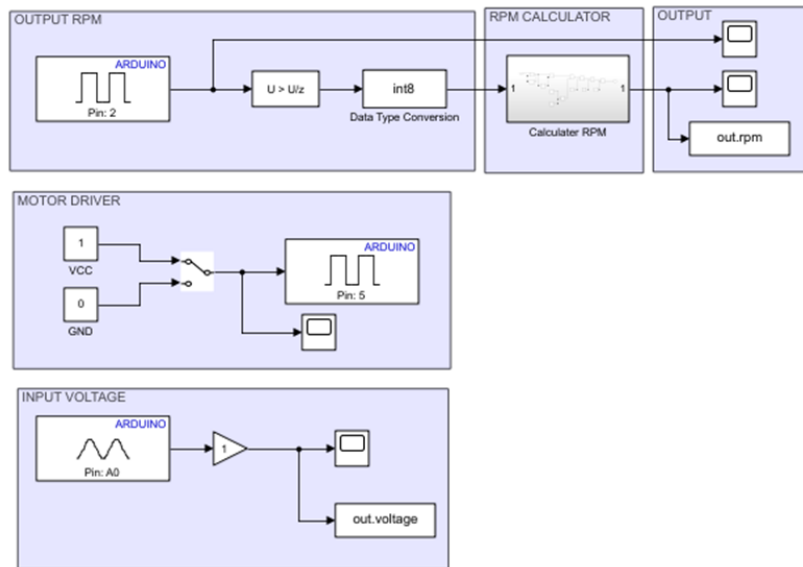 OUTPUT RPM
ARDUINO
Pin: 2
U > U/z
int8
Data Type Conversion
RPM CALCULATOR
1
1
Calculater RPM
OUTPUT
out.rpm
MOTOR DRIVER
1
VCC
0
GND
ARDUINO
Pin: 5
INPUT VOLTAGE
ARDUINO
Pin: A0
1
out.voltage